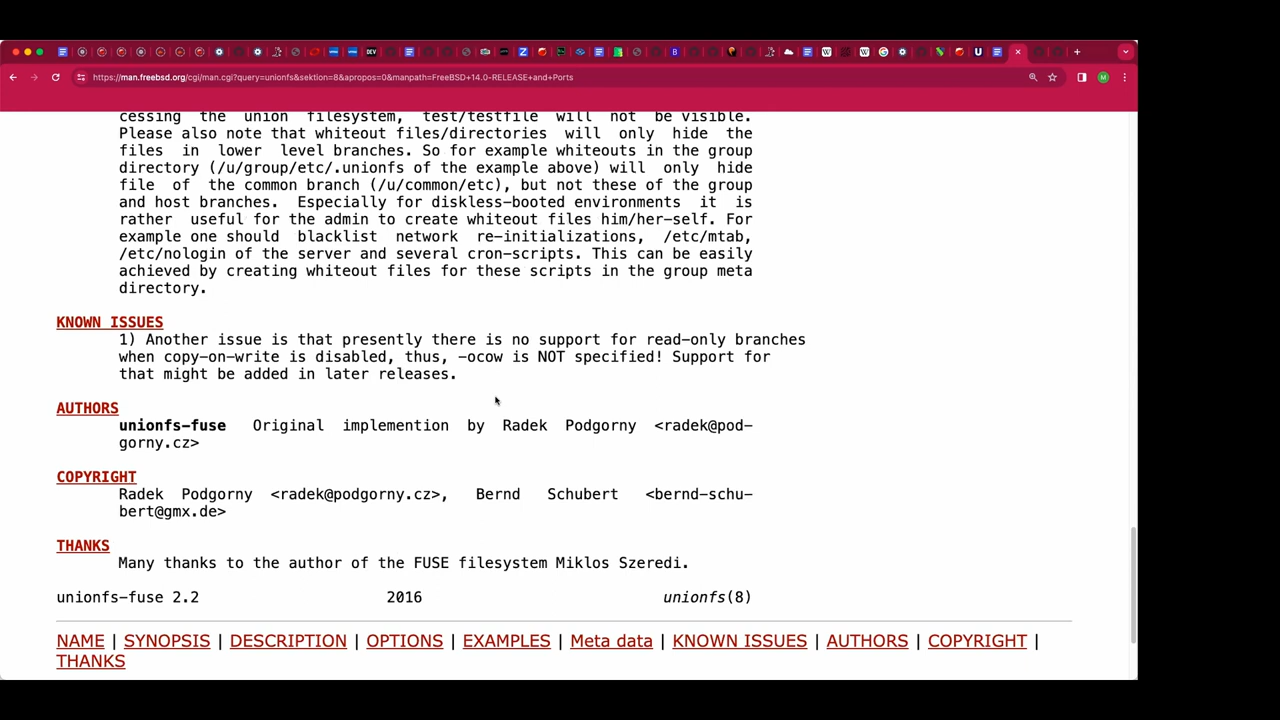 DEV
Z
B
W
W
G
U
https://man.freebsd.org/cgi/man.cgi?query=unionfs&sektion=8&apropos=0&manpath=FreeBSD+14.0-RELEASE+and+Ports
M
cessing the union filesystem, test/testfile will not be visible.
Please also note that whiteout files/directories will only hide the
files in lower level branches. So for example whiteouts in the group
directory (/u/group/etc/.unionfs of the example above) will only hide
file of the common branch (/u/common/etc), but not these of the group
and host branches. Especially for diskless-booted environments it is
rather useful for the admin to create whiteout files him/her-self. For
example one should blacklist network re-initializations, /etc/mtab,
/etc/nologin of the server and several cron-scripts. This can be easily
achieved by creating whiteout files for these scripts in the group meta
directory.
KNOWN ISSUES
1) Another issue is that presently there is no support for read-only branches
when copy-on-write is disabled, thus, -ocow is NOT specified! Support for
that might be added in later releases.
AUTHORS
unionfs-fuse Original implemention by Radek Podgorny <radek@pod-
gorny.cz>
COPYRIGHT
Radek Podgorny <radek@podgorny.cz>, Bernd Schubert <bernd-schu-
bert@gmx.de>
THANKS
Many thanks to the author of the FUSE filesystem Miklos Szeredi.
unionfs-fuse 2.2 2016 unionfs(8)
NAME | SYNOPSIS | DESCRIPTION | OPTIONS | EXAMPLES | Meta data | KNOWN ISSUES | AUTHORS | COPYRIGHT |
THANKS